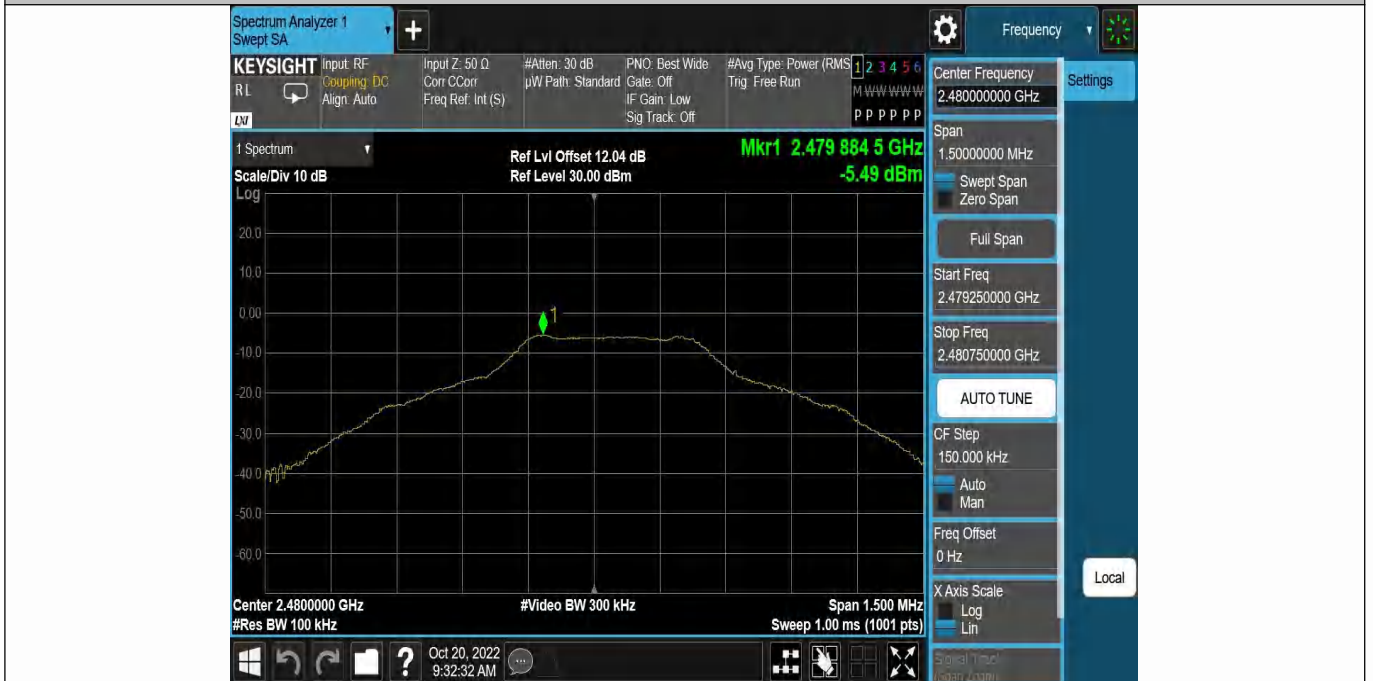 Spectrum Analyzer 1
Swept SA
+
Frequency
KEYSIGHT
RL
LXI
Input: RF
Coupling: DC
Align: Auto
Input Z: 50 Ω
Corr CCorr
Freq Ref: Int (S)
#Atten: 30 dB
µW Path: Standard
PNO: Best Wide
Gate: Off
IF Gain: Low
Sig Track: Off
#Avg Type: Power (RMS
Trig: Free Run
1 2 3 4 5 6
M W W W W W
P P P P P P
1 Spectrum
Scale/Div 10 dB
Log
Ref Lvl Offset 12.04 dB
Ref Level 30.00 dBm
Mkr1 2.479 884 5 GHz
-5.49 dBm
20.0
10.0
0.00
-10.0
-20.0
-30.0
-40.0
-50.0
-60.0
1
Center 2.4800000 GHz
#Res BW 100 kHz
#Video BW 300 kHz
Span 1.500 MHz
Sweep 1.00 ms (1001 pts)
Center Frequency
2.480000000 GHz
Settings
Span
1.50000000 MHz
Swept Span
Zero Span
Full Span
Start Freq
2.479250000 GHz
Stop Freq
2.480750000 GHz
AUTO TUNE
CF Step
150.000 kHz
Auto
Man
Freq Offset
0 Hz
X Axis Scale
Log
Lin
Signal Track
(Span Zoom)
Local
?
Oct 20, 2022
9:32:32 AM